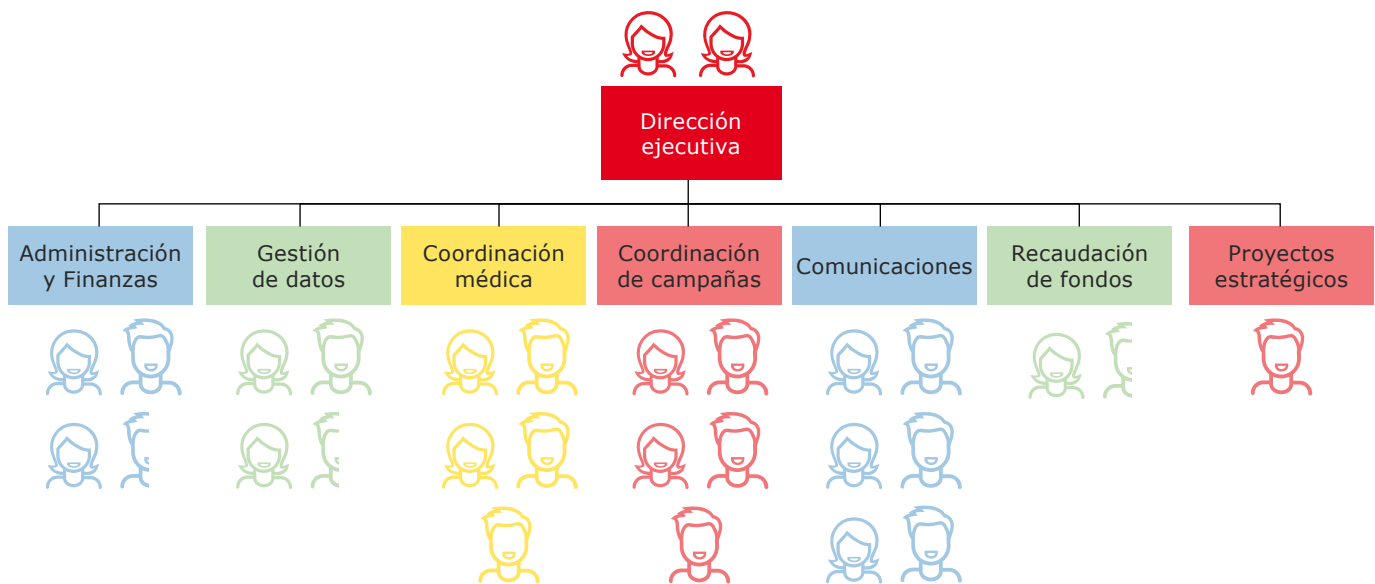 Dirección
ejecutiva
Administración
y Finanzas
Gestión
de datos
Coordinación
médica
Coordinación
de campañas
Comunicaciones
Recaudación
de fondos
Proyectos
estratégicos